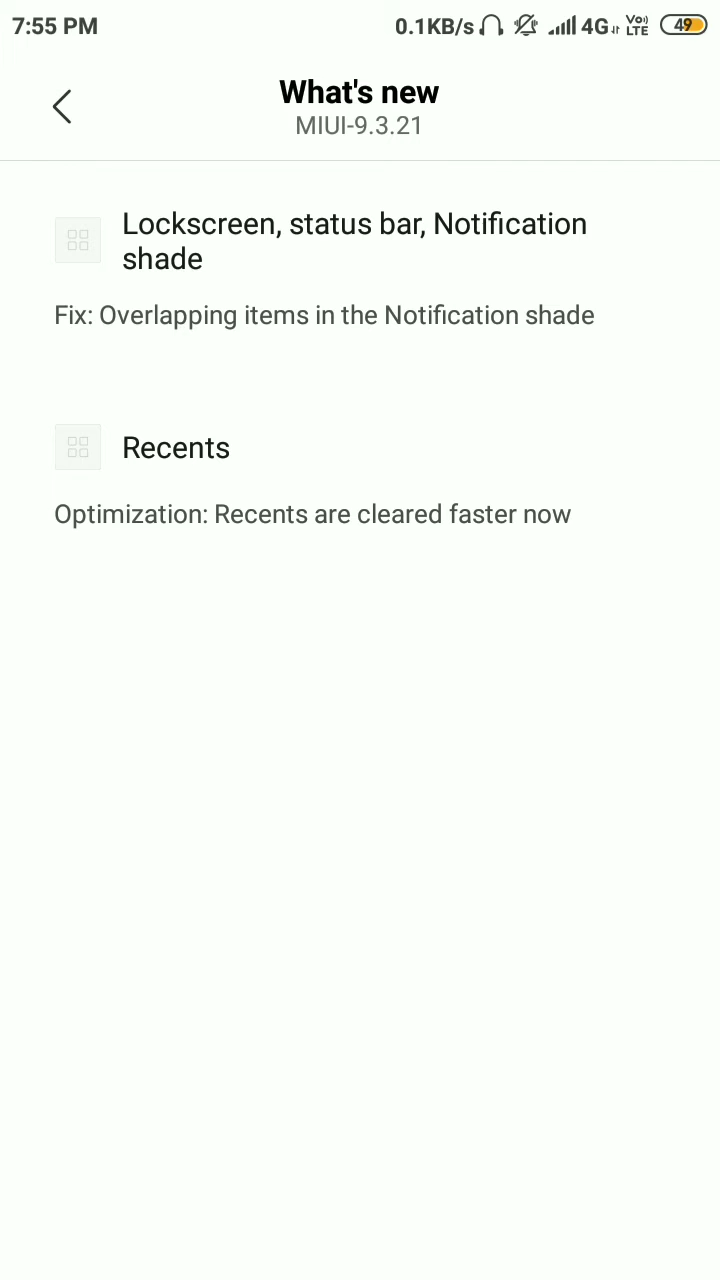 7:55 PM 0.1KB/s 4G Vo) LTE 49
What's new
MIUI-9.3.21
Lockscreen, status bar, Notification
shade
Fix: Overlapping items in the Notification shade
Recents
Optimization: Recents are cleared faster now